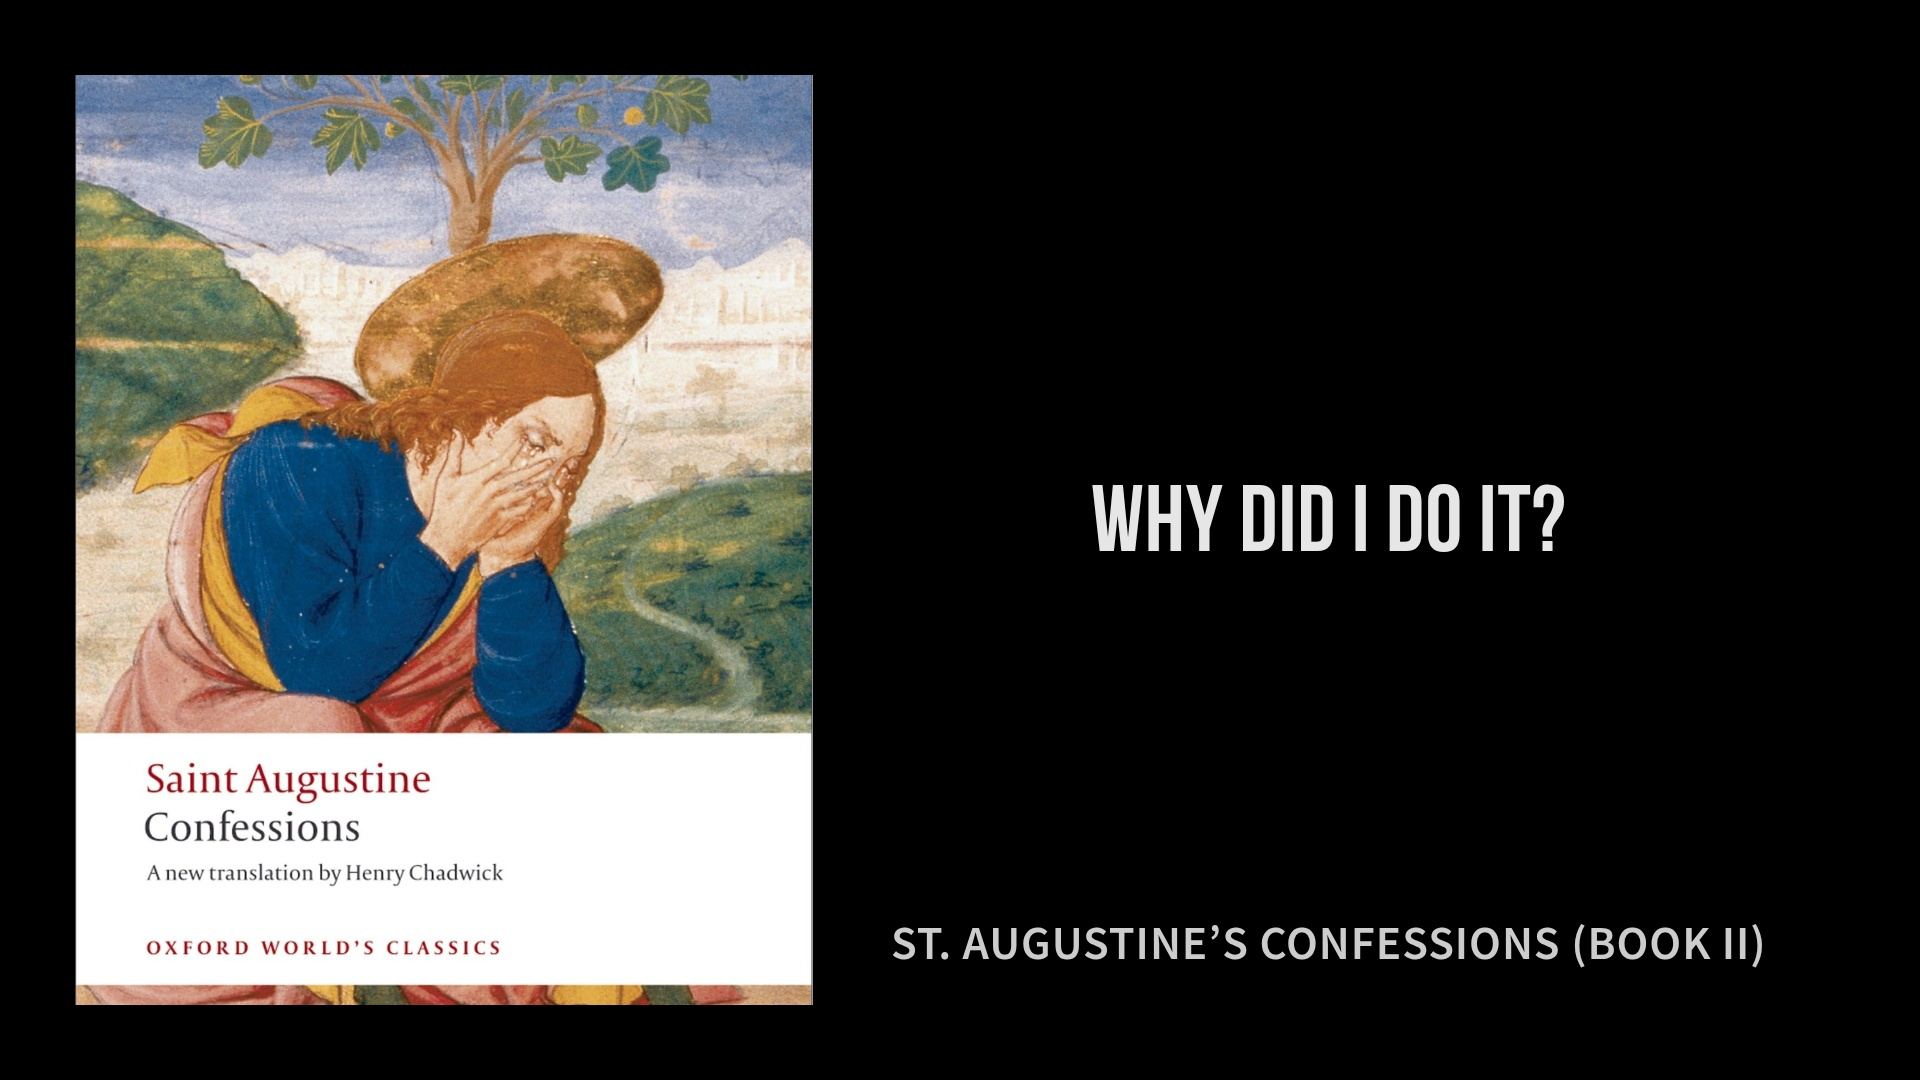 Saint Augustine
Confessions
A new translation by Henry Chadwick
OXFORD WORLD'S CLASSICS
WHY DID I DO IT?
ST. AUGUSTINE’S CONFESSIONS (BOOK II)